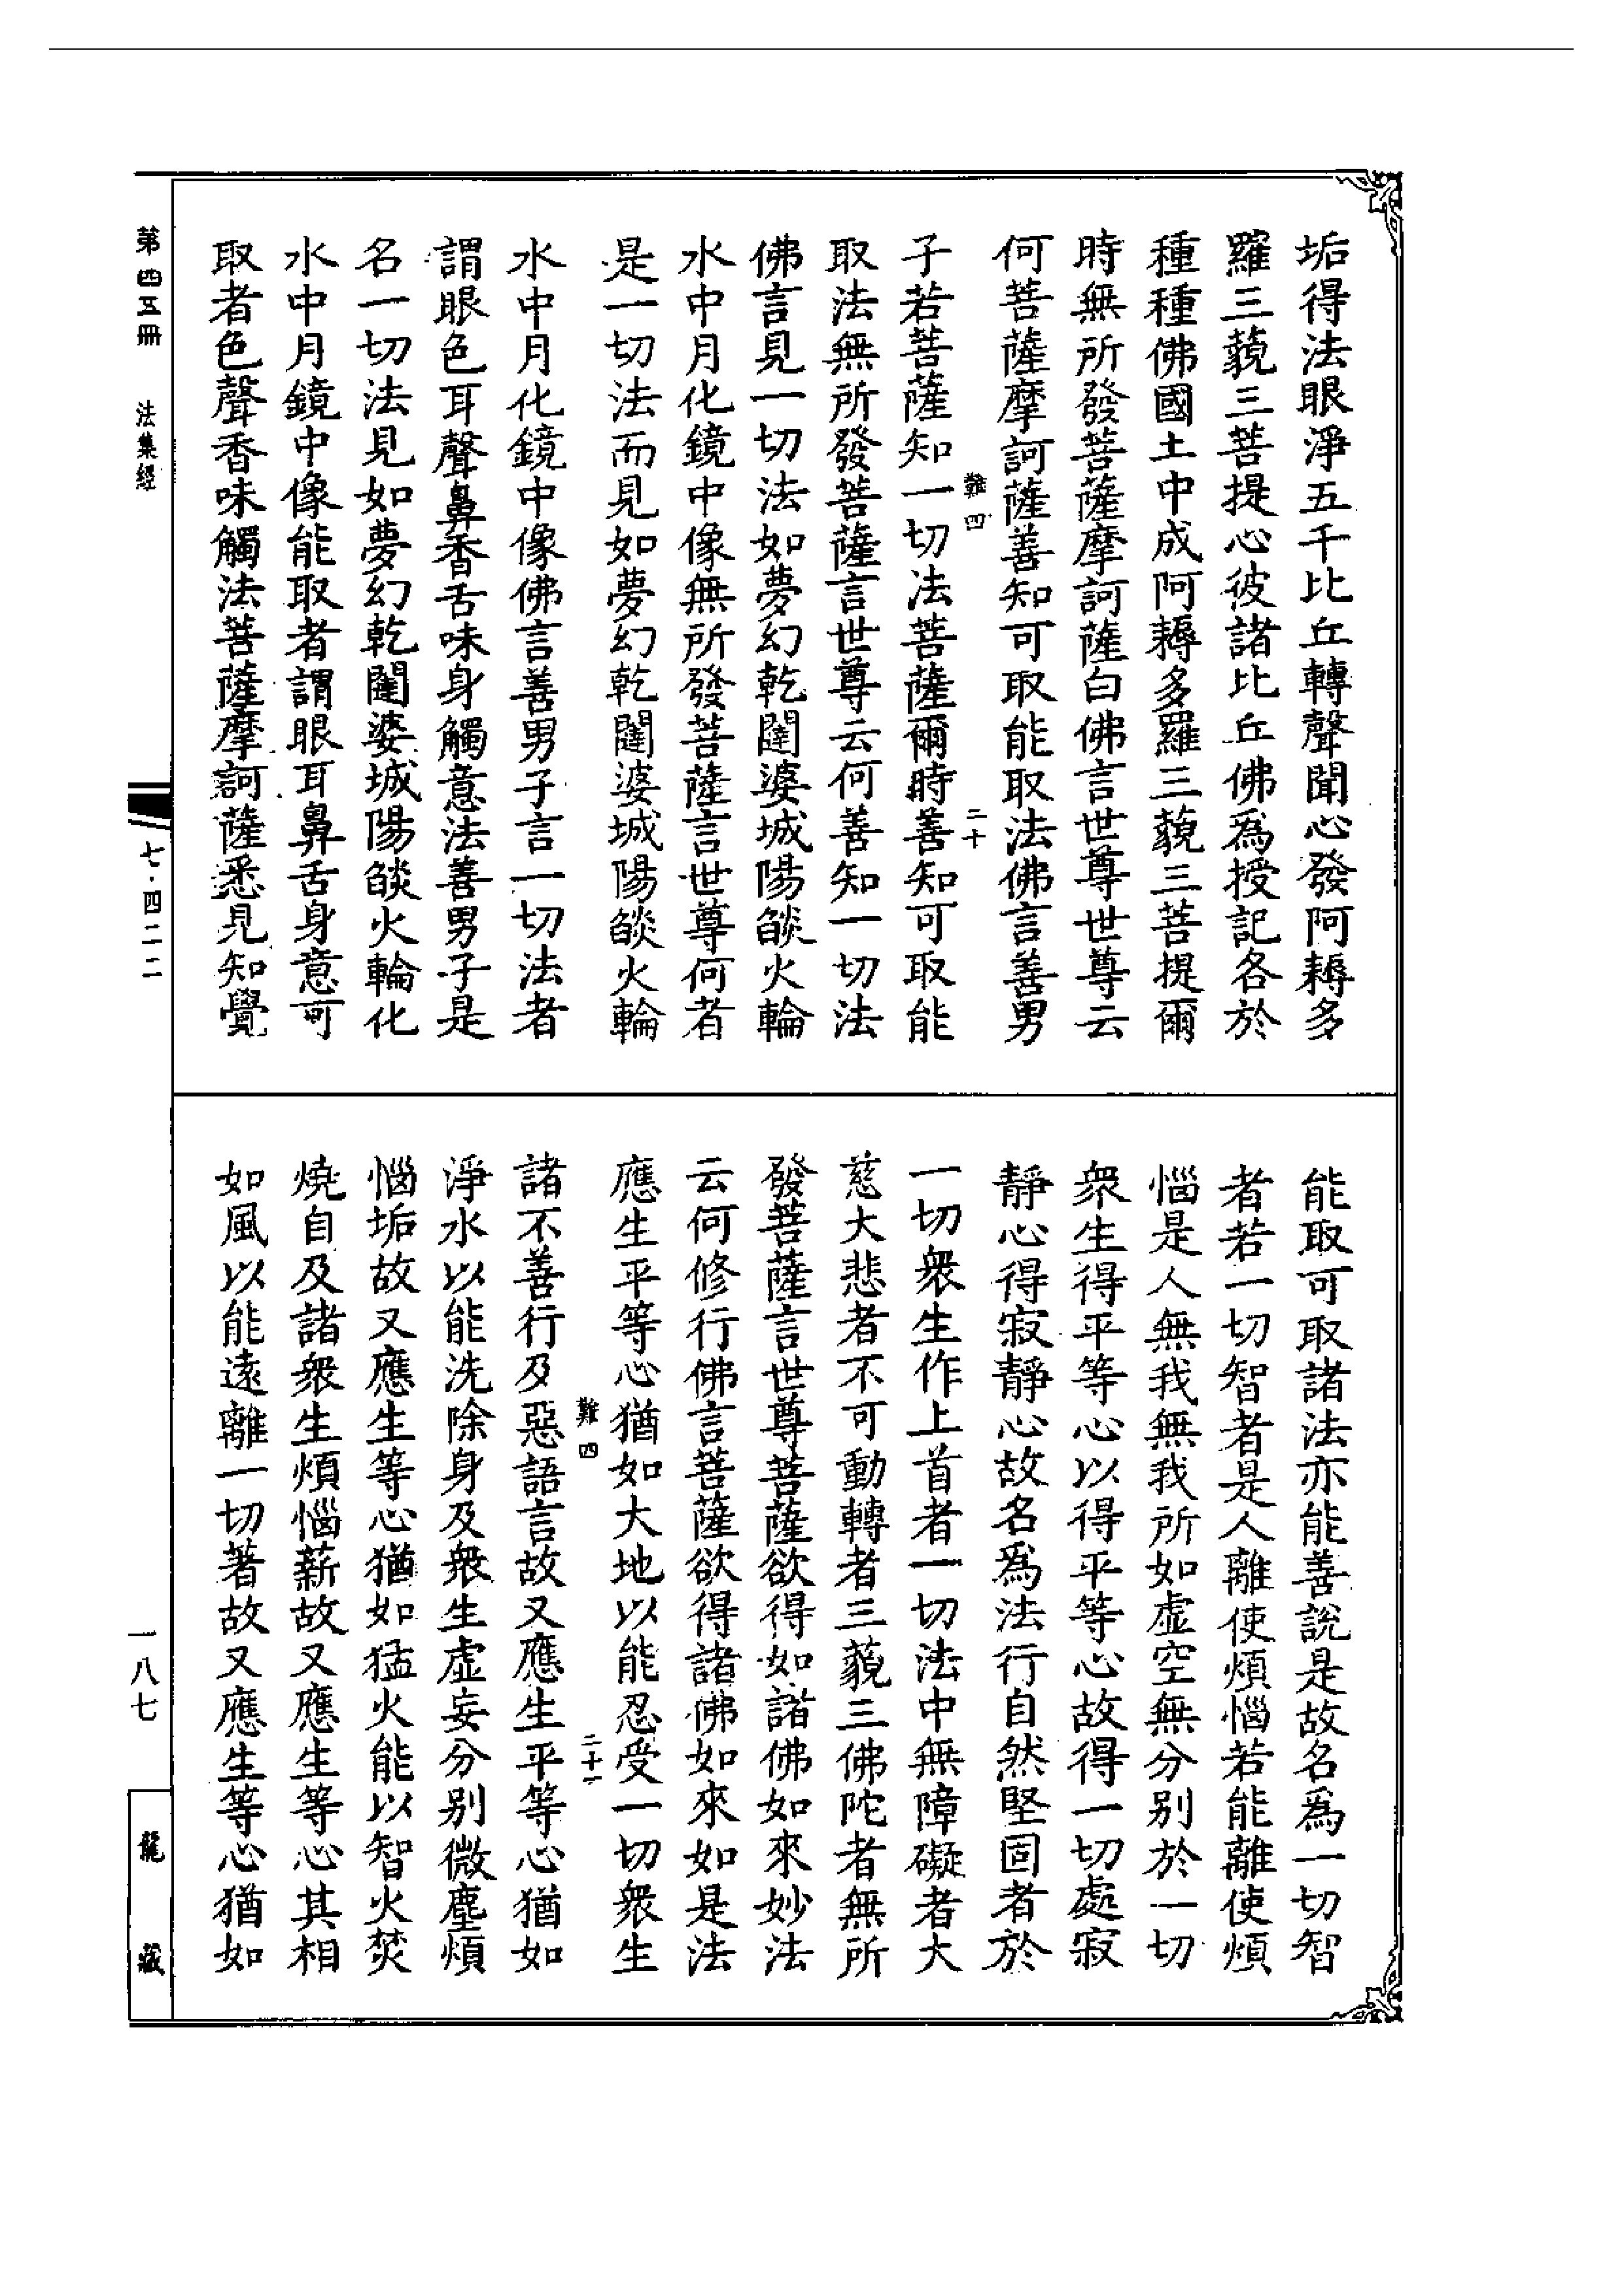 垢得法眼淨五千比丘轉聲聞心發阿耨多
羅三藐三菩提心彼諸比丘佛為授記各於
種種佛國土中成阿耨多羅三藐三菩提爾
時無所發菩薩摩訶薩白佛言世尊世尊云
何菩薩摩訶薩善知可取能取法佛言善男
難四
二十
子若菩薩知一切法菩薩爾時善知可取能
取法無所發菩薩言世尊云何善知一切法
佛言見一切法如夢幻乾闥婆城陽燄火輪
水中月化鏡中像無所發菩薩言世尊何者
是一切法而見如夢幻乾闥婆城陽燄火輪
水中月化鏡中像佛言善男子言一切法者
謂眼色耳聲鼻香舌味身觸意法善男子是
名一切法見如夢幻乾闥婆城陽燄火輪化
水中月鏡中像能取者謂眼耳鼻舌身意可
取者色聲香味觸法菩薩摩訶薩悉見知覺
能取可取諸法亦能善說是故名為一切智
者若一切智者是人離使煩惱若能離使煩
惱是人無我無我所如虛空無分別於一切
眾生得平等心以得平等心故得一切處寂
靜心得寂靜心故名為法行自然堅固者於
一切眾生作上首者一切法中無障礙者大
慈大悲者不可動轉者三藐三佛陀者無所
發菩薩言世尊菩薩欲得如諸佛如來妙法
云何修行佛言菩薩欲得諸佛如來如是法
應生平等心猶如大地以能忍受一切眾生
難四
二十一
諸不善行及惡語言故又應生平等心猶如
淨水以能洗除身及眾生虛妄分別微塵煩
惱垢故又應生等心猶如猛火能以智火焚
燒自及諸眾生煩惱薪故又應生等心其相
如風以能遠離一切著故又應生等心猶如
第四五冊
法集經
七·四二二
一八七
龍藏